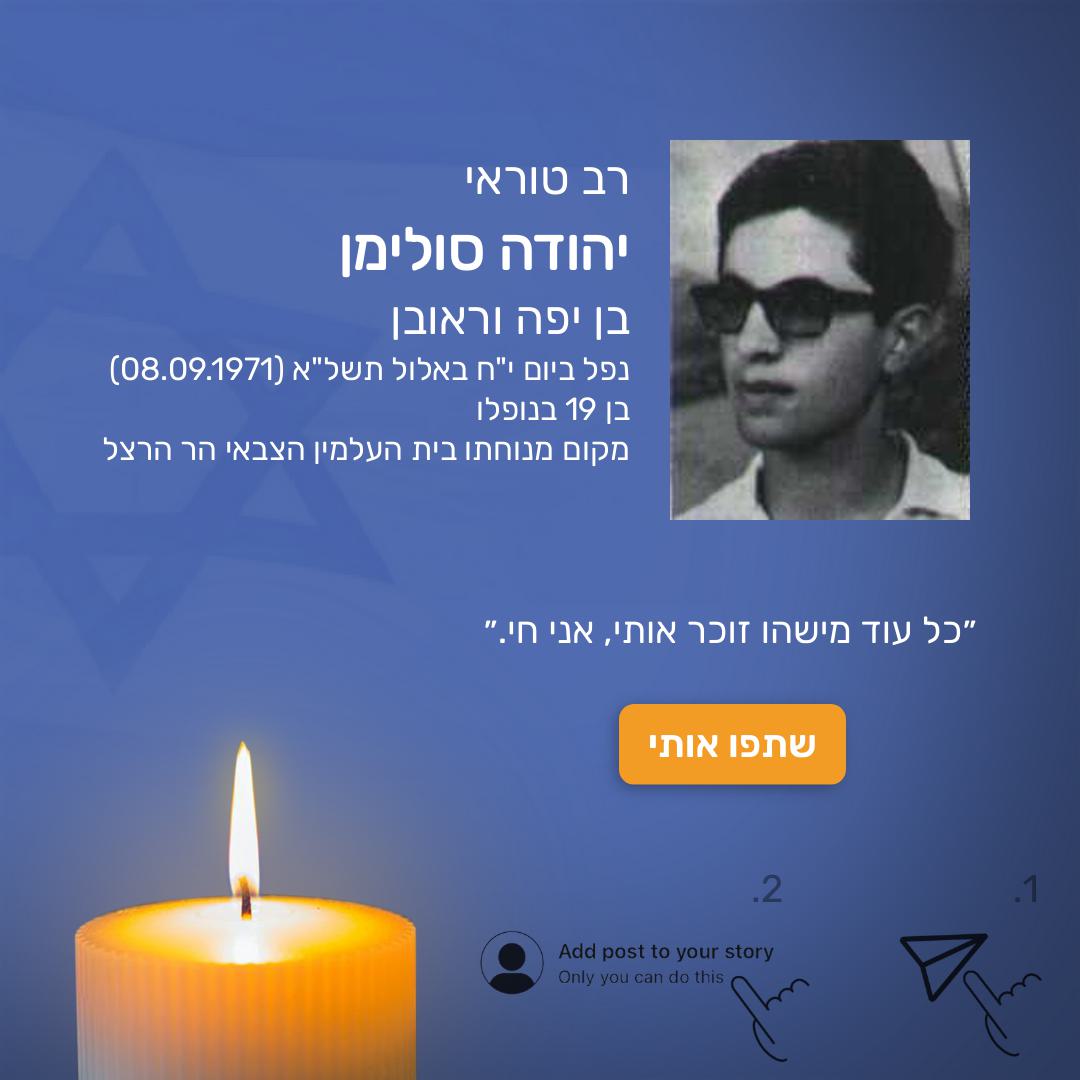 רב טוראי
יהודה סולימן
בן יפה וראובן
נפל ביום י"ח באלול תשל"א (08.09.1971)
בן 19 בנופלו
מקום מנוחתו בית העלמין הצבאי הר הרצל
״כל עוד מישהו זוכר אותי, אני חי.״
שתפו אותי
1.
2.
Add post to your story
Only you can do this